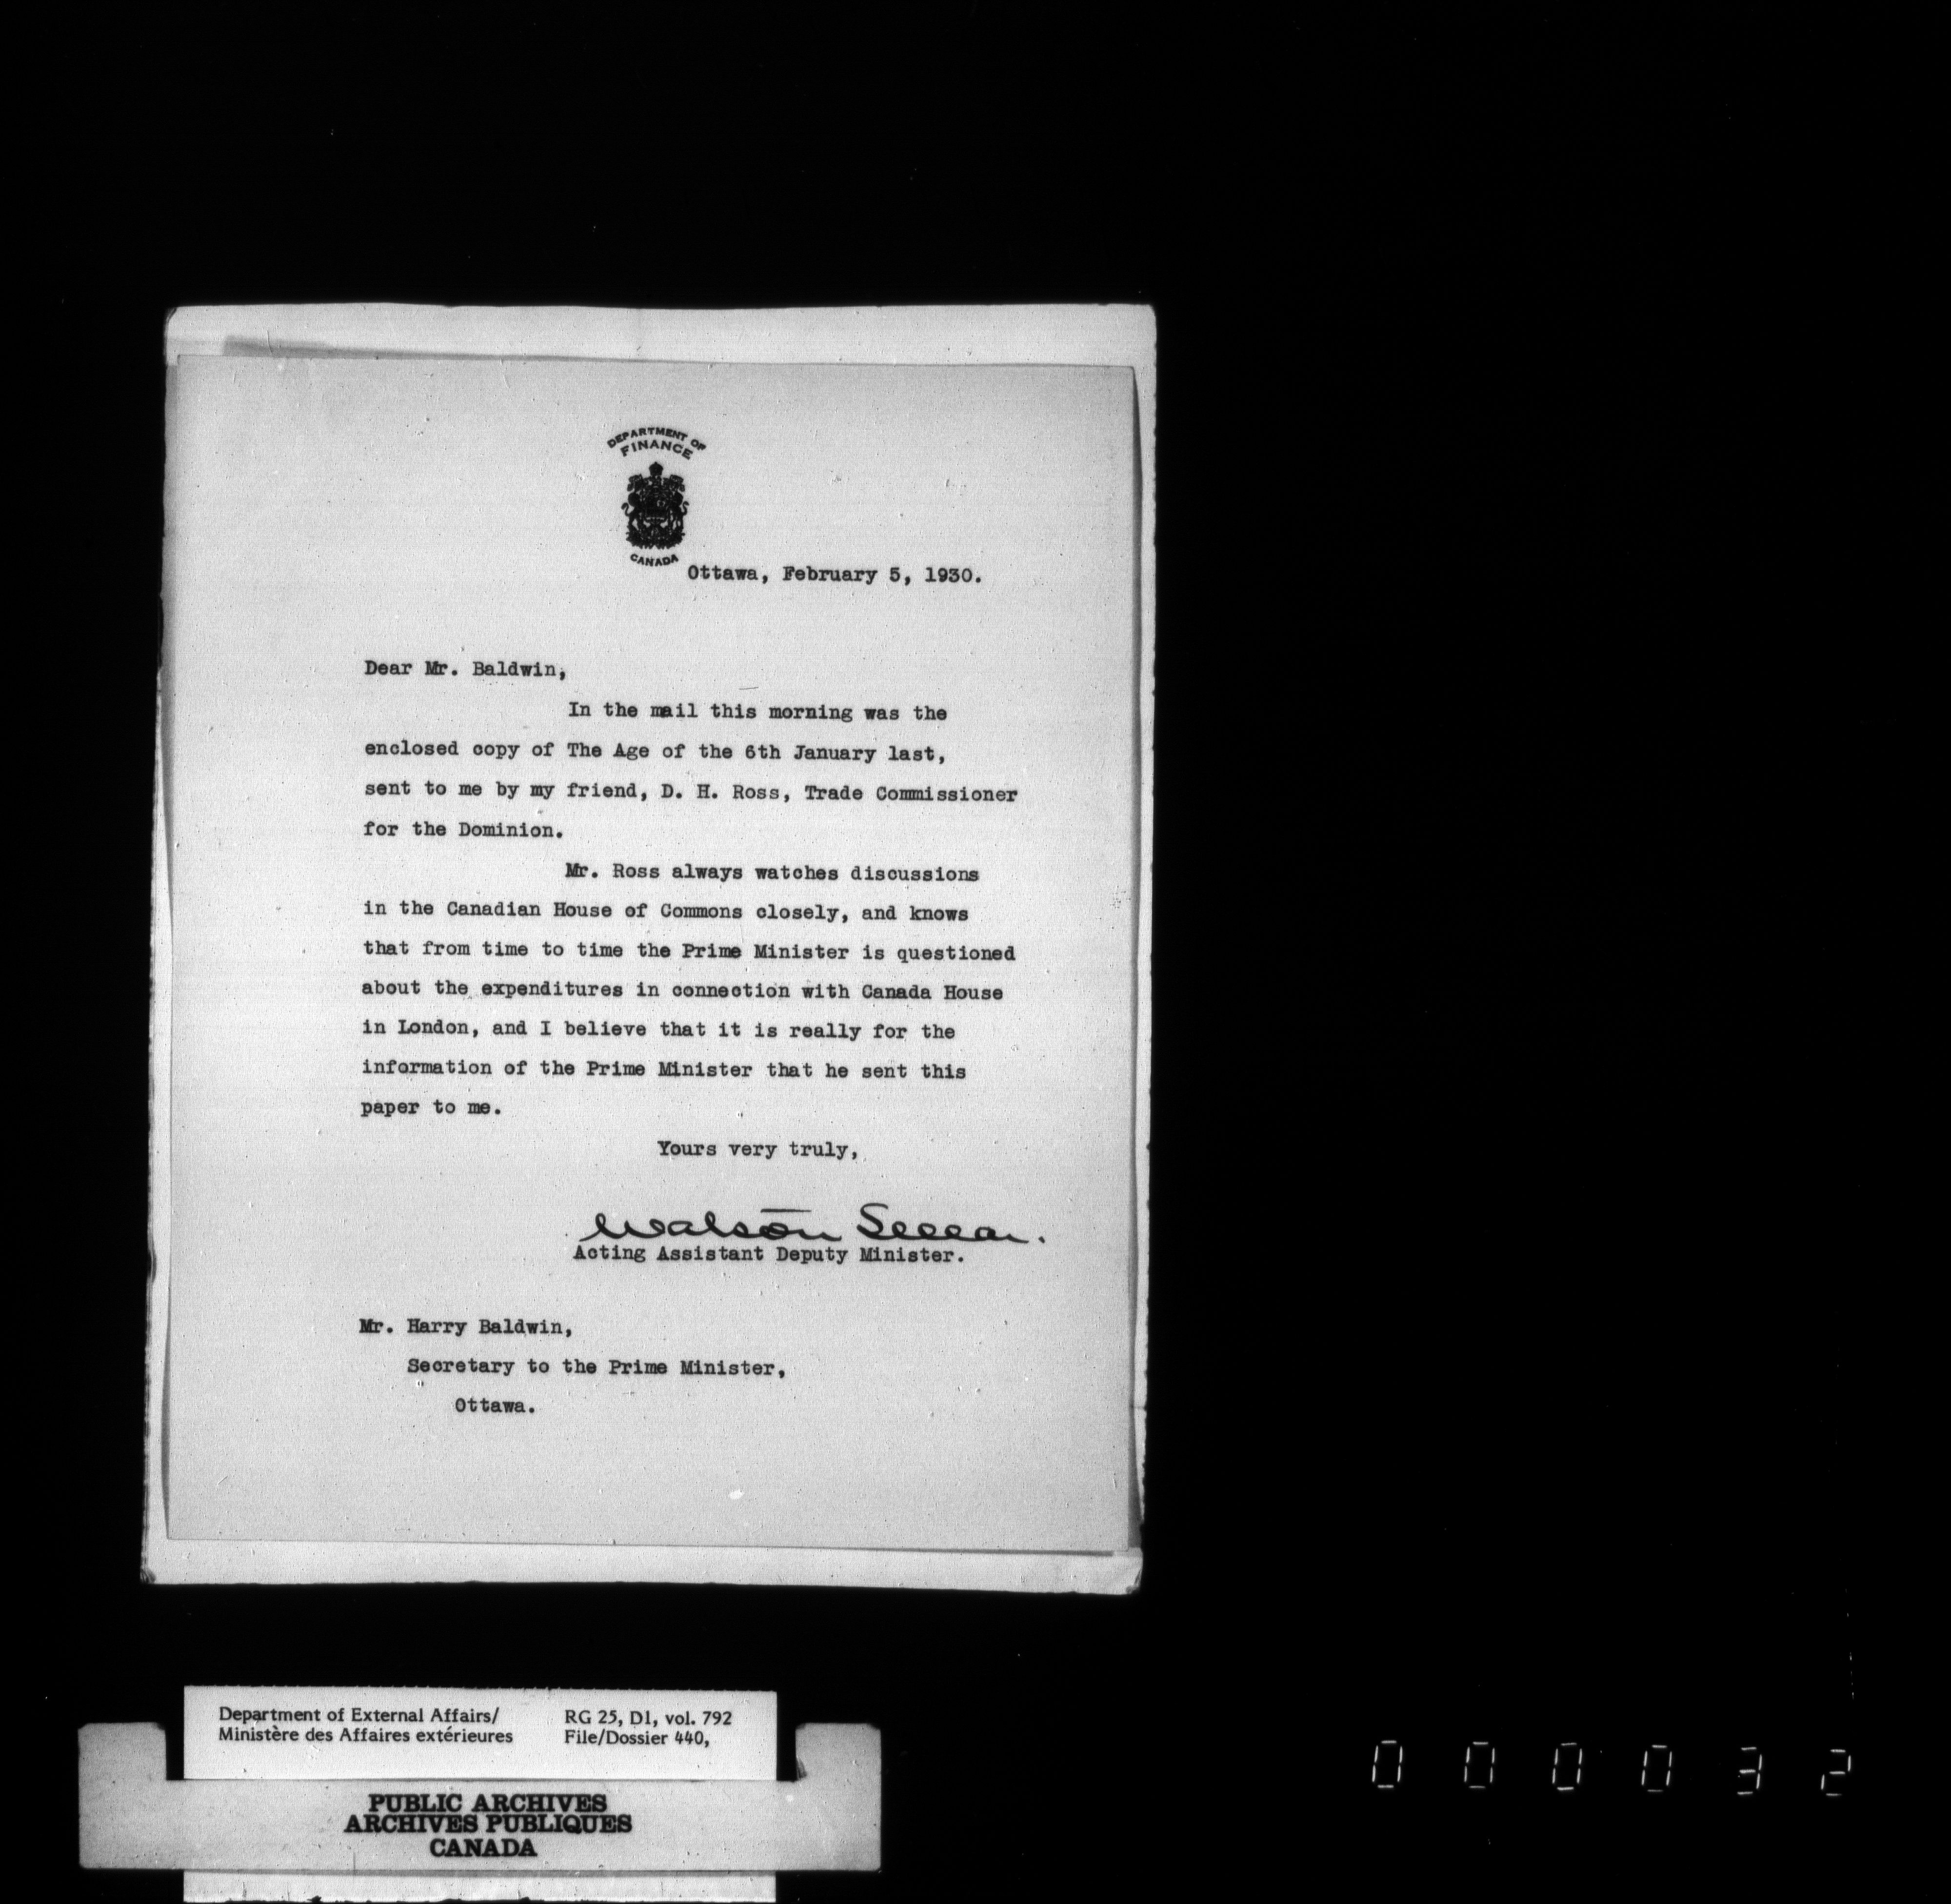 DEPARTMENT OF
FINANCE
CANADA
Ottawa, February 5, 1930.
Dear Mr. Baldwin,
In the mail this morning was the
enclosed copy of The Age of the 6th January last,
sent to me by my friend, D. H. Ross, Trade Commissioner
for the Dominion.
Mr. Ross always watches discussions
in the Canadian House of Commons closely, and knows
that from time to time the Prime Minister is questioned
about the expenditures in connection with Canada House
in London, and I believe that it is really for the
information of the Prime Minister that he sent this
paper to me.
Yours very truly,
Watson
Acting Assistant Deputy Minister.
Mr. Harry Baldwin,
Secretary to the Prime Minister,
Ottawa.
Department of External Affairs/ RG 25, D1, vol. 792
Ministère des Affaires extérieures File/Dossier 440,
PUBLIC ARCHIVES
ARCHIVES PUBLIQUES
CANADA
0 0 0 0 3 2